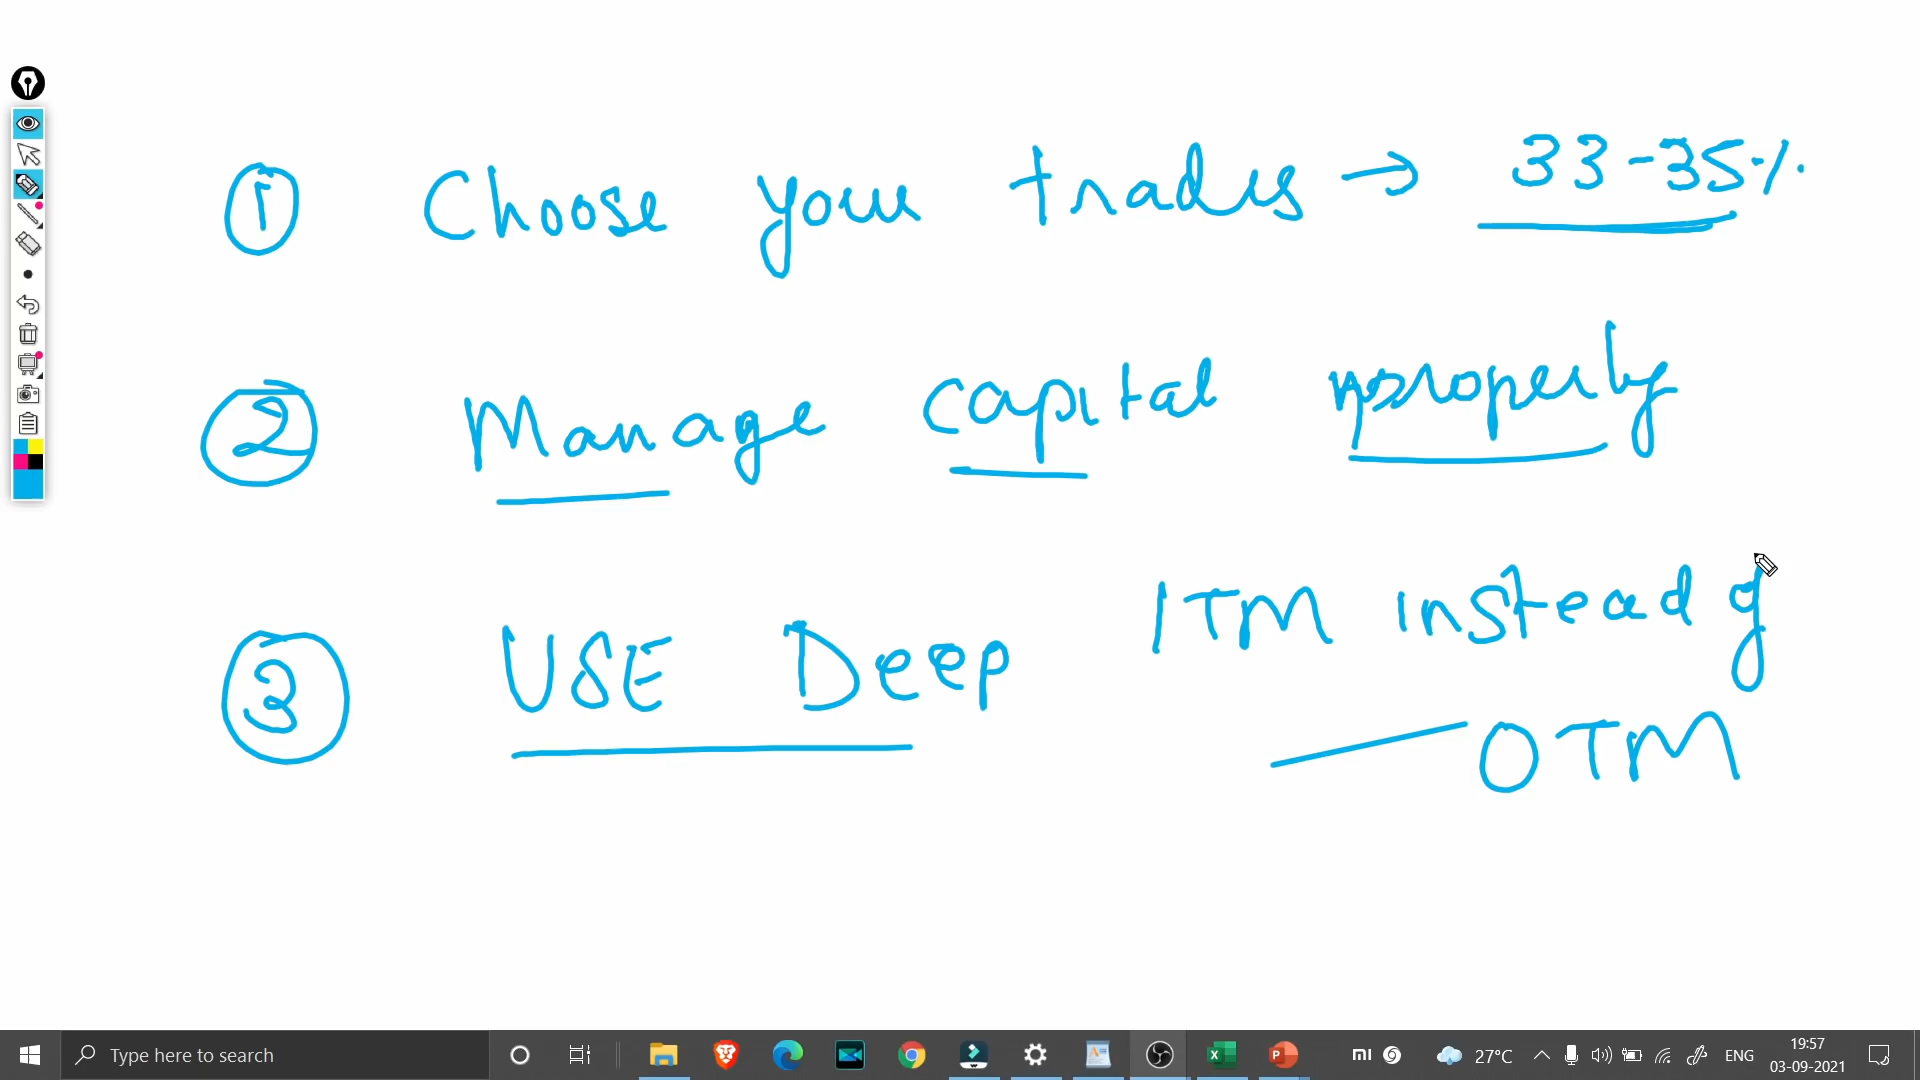 ① Choose your trades → 33-35%
② Manage capital properly
③ USE Deep ITM instead of
OTM
Type here to search
27°C
ENG
19:57
03-09-2021